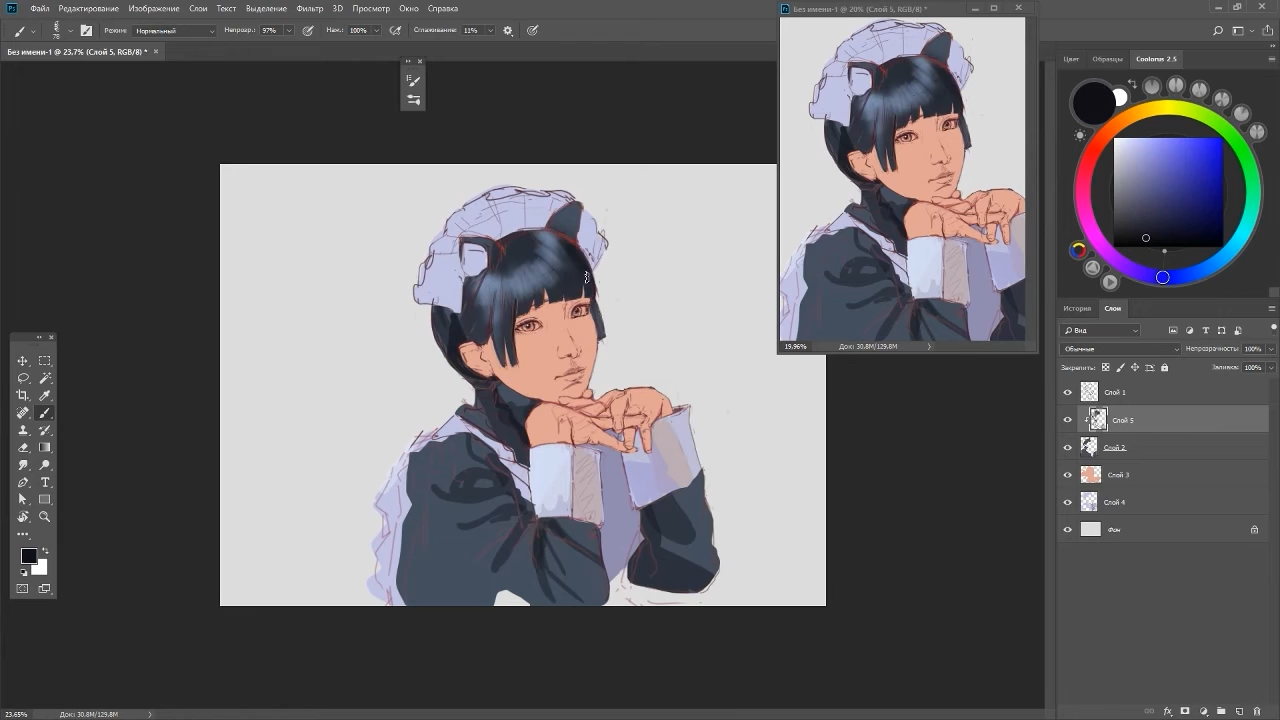 Файл Редактирование Изображение Слои Текст Выделение Фильтр 3D Просмотр Окно Справка
78 Режим: Нормальный Непрозр.: 97% Наж.: 100% Сглаживание: 11%
Без имени-1 @ 23,7% (Слой 5, RGB/8) *
Без имени-1 @ 20% (Слой 5, RGB/8) *
19.96% Док: 30.8M/129.8M
Цвет Образцы Coolorus 2.5
История Слои
Вид
Обычные Непрозрачность: 100%
Закрепить: Заливка: 100%
Слой 1
Слой 5
Слой 2
Слой 3
Слой 4
Фон
fx
23.65% Док: 30.8M/129.8M